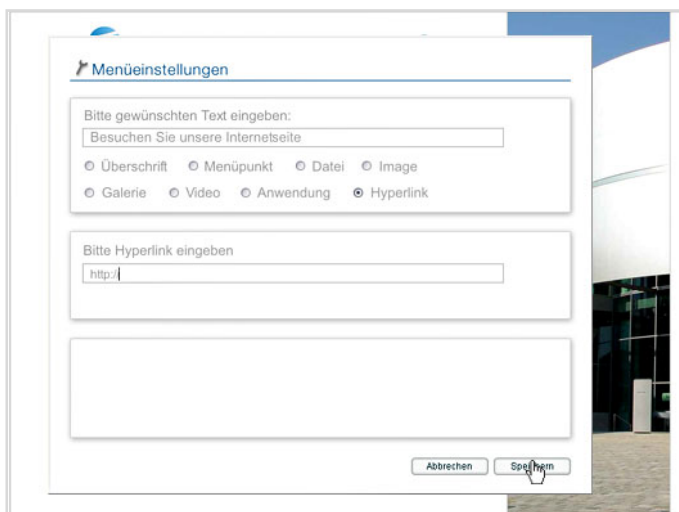 Menüeinstellungen
Bitte gewünschten Text eingeben:
Besuchen Sie unsere Internetseite
Überschrift Menüpunkt Datei Image
Galerie Video Anwendung Hyperlink
Bitte Hyperlink eingeben
http:/
Abbrechen Speichern